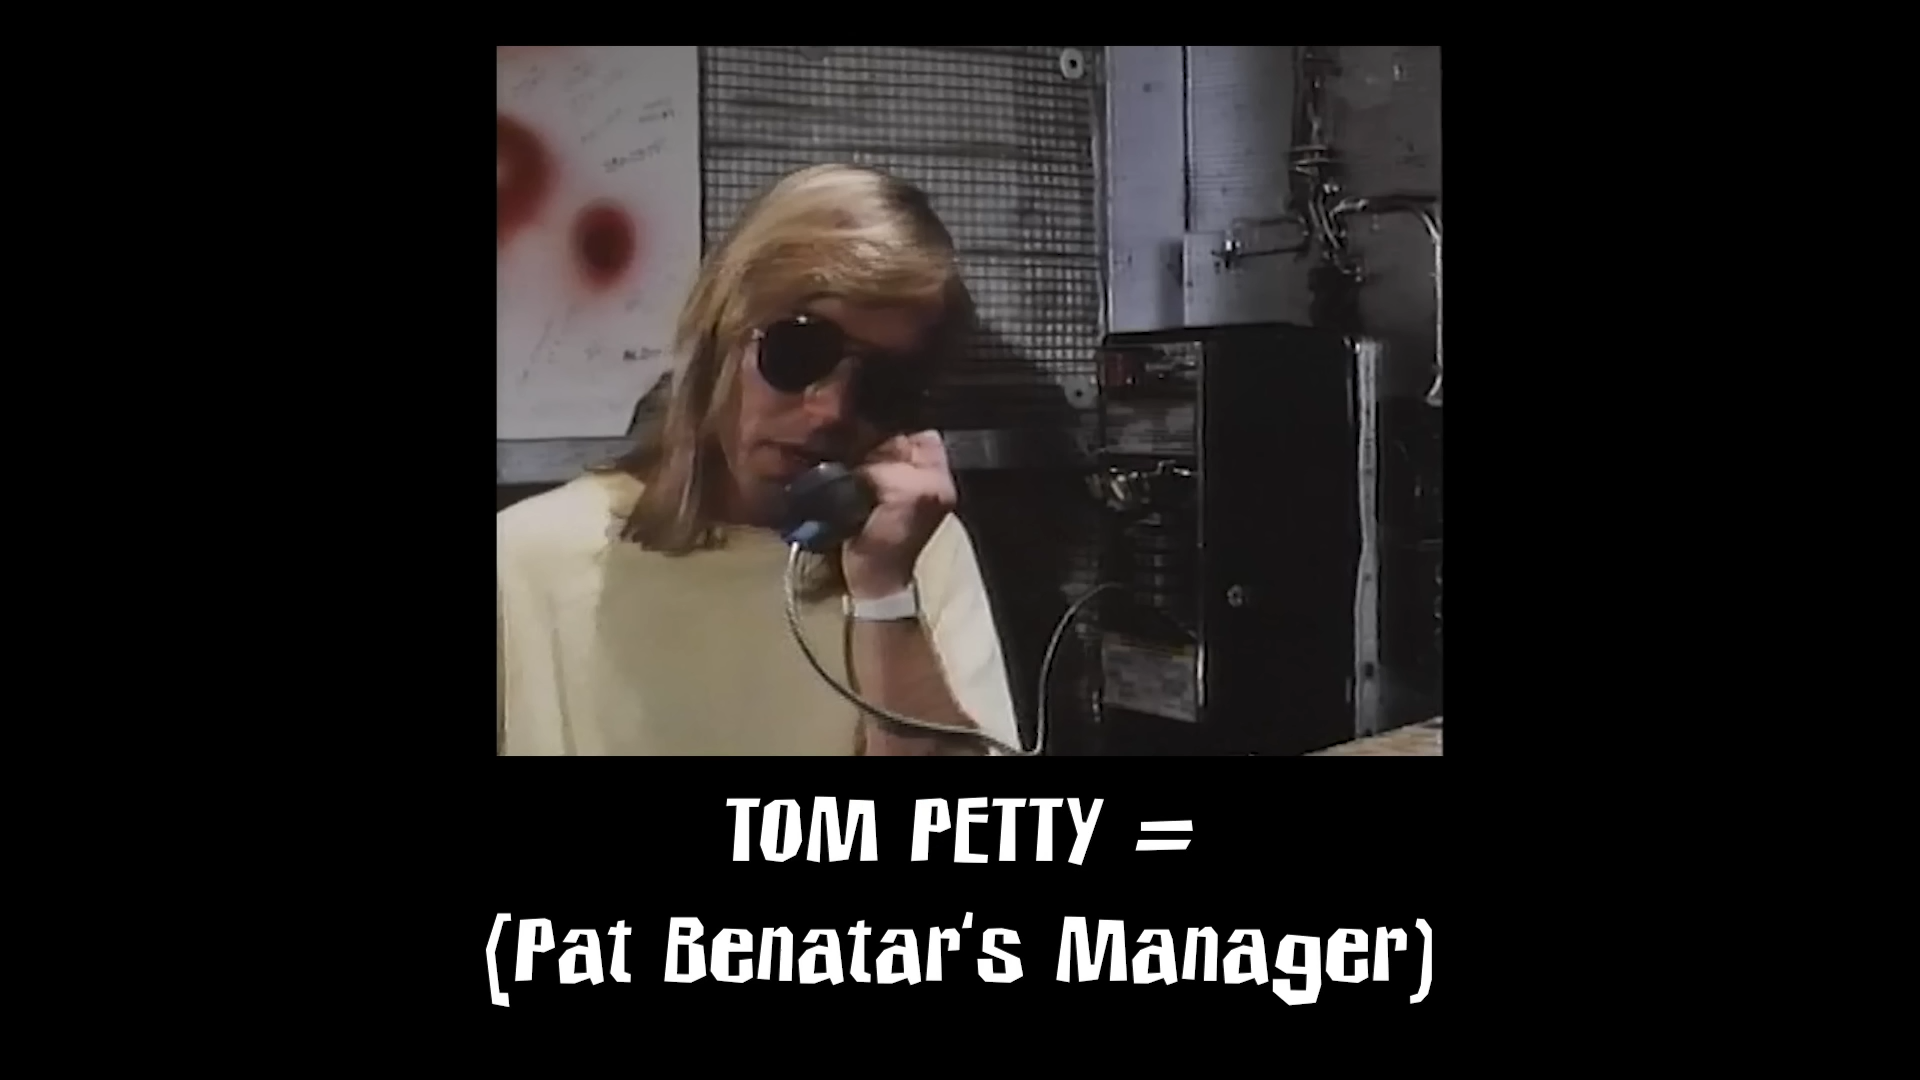 TOM PETTY =
(Pat Benatar's Manager)